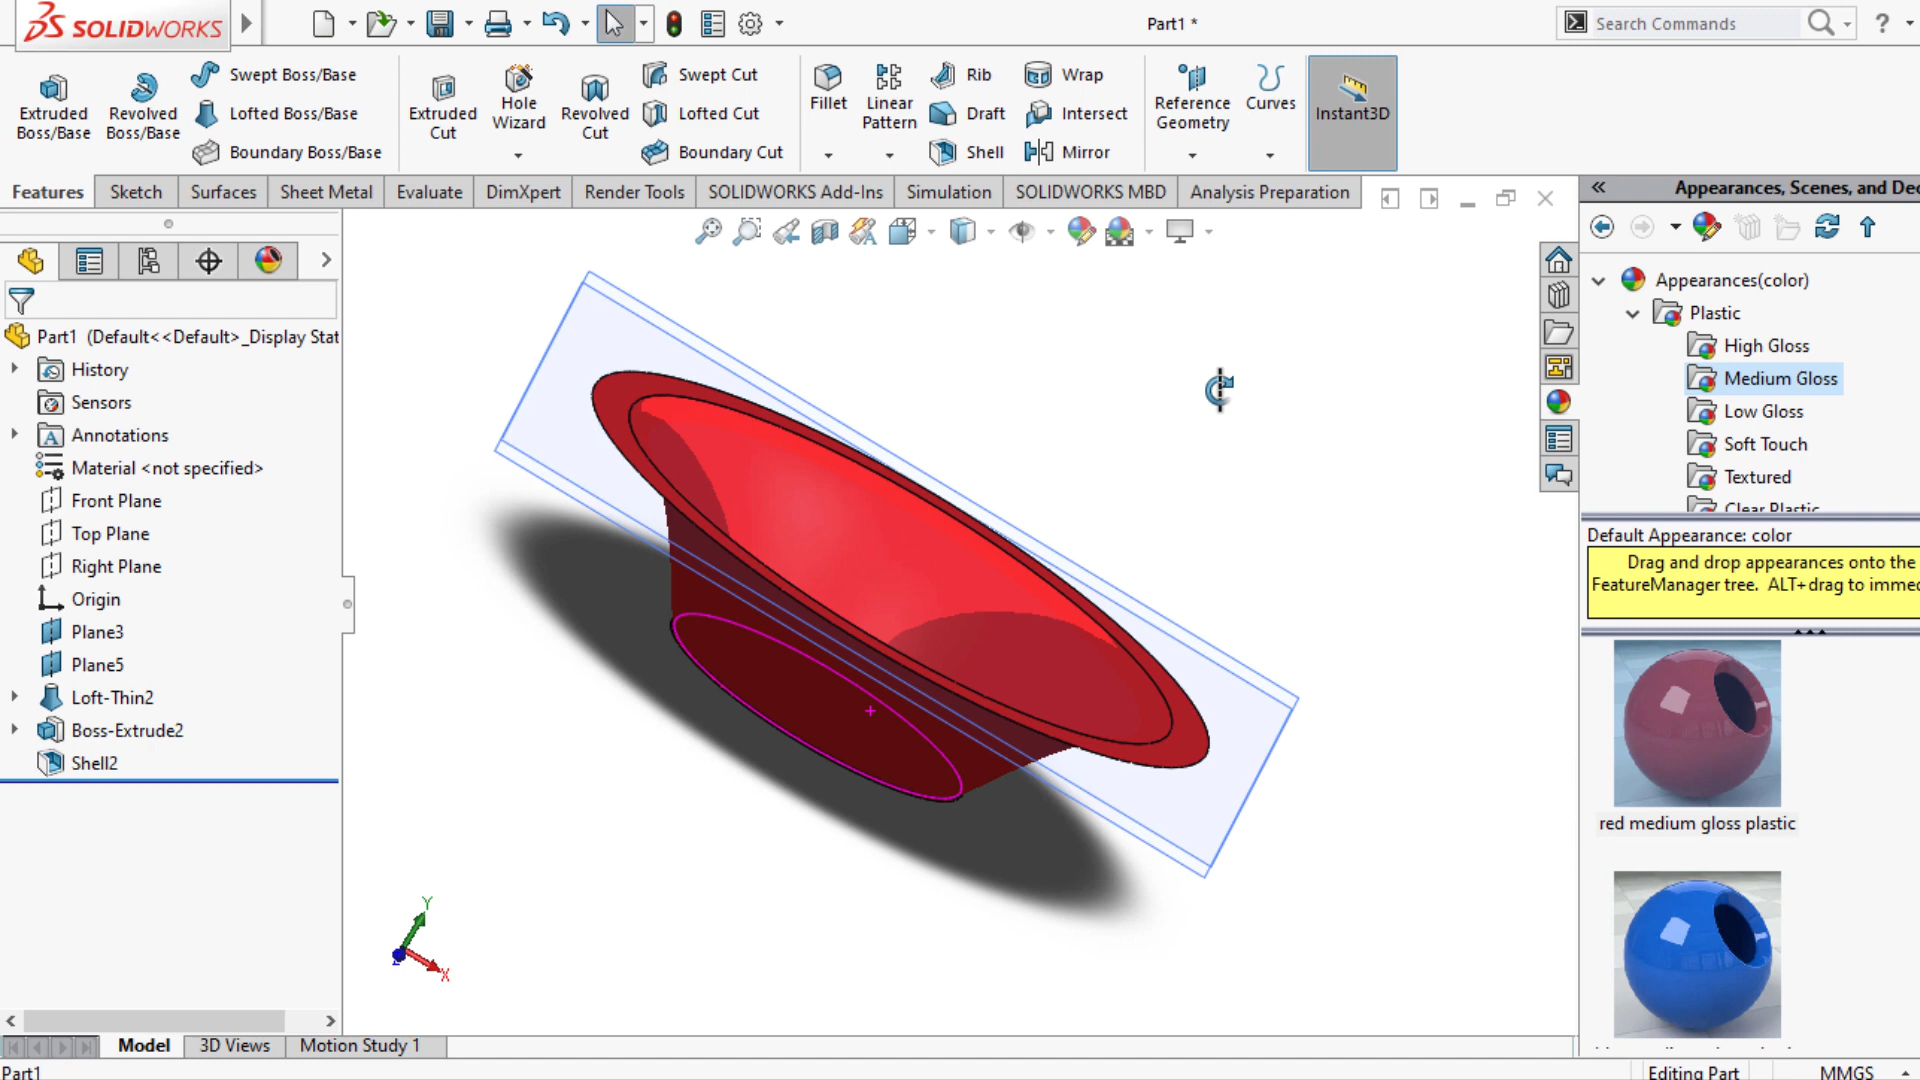 SOLIDWORKS
Part1 *
Search Commands
Extruded Boss/Base
Revolved Boss/Base
Swept Boss/Base
Lofted Boss/Base
Boundary Boss/Base
Extruded Cut
Hole Wizard
Revolved Cut
Swept Cut
Lofted Cut
Boundary Cut
Fillet
Linear Pattern
Rib
Draft
Shell
Wrap
Intersect
Mirror
Reference Geometry
Curves
Instant3D
Features
Sketch
Surfaces
Sheet Metal
Evaluate
DimXpert
Render Tools
SOLIDWORKS Add-Ins
Simulation
SOLIDWORKS MBD
Analysis Preparation
Part1 (Default<<Default>_Display Stat
History
Sensors
Annotations
Material <not specified>
Front Plane
Top Plane
Right Plane
Origin
Plane3
Plane5
Loft-Thin2
Boss-Extrude2
Shell2
Y
X
Z
Appearances, Scenes, and Dec
Appearances(color)
Plastic
High Gloss
Medium Gloss
Low Gloss
Soft Touch
Textured
Clear Plastic
Default Appearance: color
Drag and drop appearances onto the
FeatureManager tree. ALT+drag to immed
red medium gloss plastic
Model
3D Views
Motion Study 1
Part1
Editing Part
MMGS